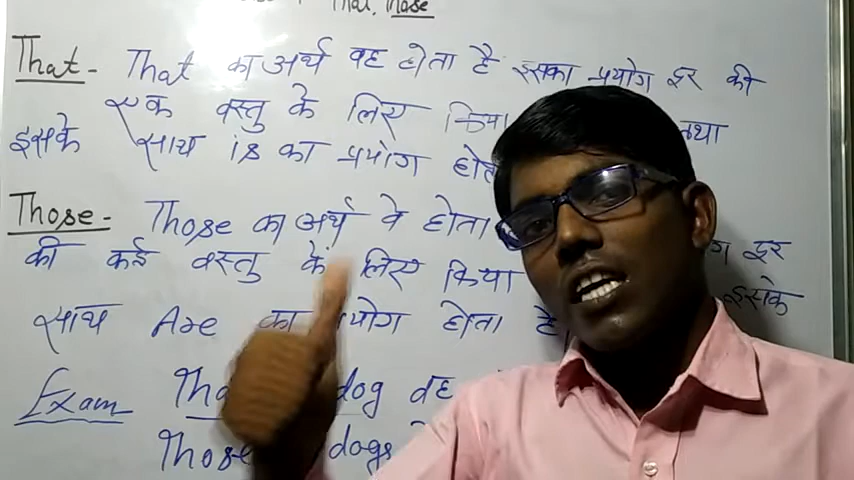 That, Those
That - That का अर्थ वह होता है इसका प्रयोग दूर की
एक वस्तु के लिए किया तथा
इसके साथ is का प्रयोग
Those - Those का अर्थ वे होता दूर
की कई वस्तु के लिए किया इसके
साथ Are का प्रयोग होता है
Exam dog वह
Those dogs